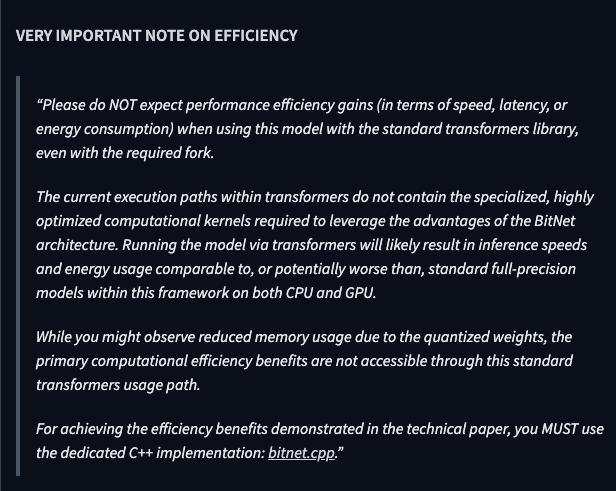 VERY IMPORTANT NOTE ON EFFICIENCY
“Please do NOT expect performance efficiency gains (in terms of speed, latency, or
energy consumption) when using this model with the standard transformers library,
even with the required fork.
The current execution paths within transformers do not contain the specialized, highly
optimized computational kernels required to leverage the advantages of the BitNet
architecture. Running the model via transformers will likely result in inference speeds
and energy usage comparable to, or potentially worse than, standard full-precision
models within this framework on both CPU and GPU.
While you might observe reduced memory usage due to the quantized weights, the
primary computational efficiency benefits are not accessible through this standard
transformers usage path.
For achieving the efficiency benefits demonstrated in the technical paper, you MUST use
the dedicated C++ implementation: bitnet.cpp.”